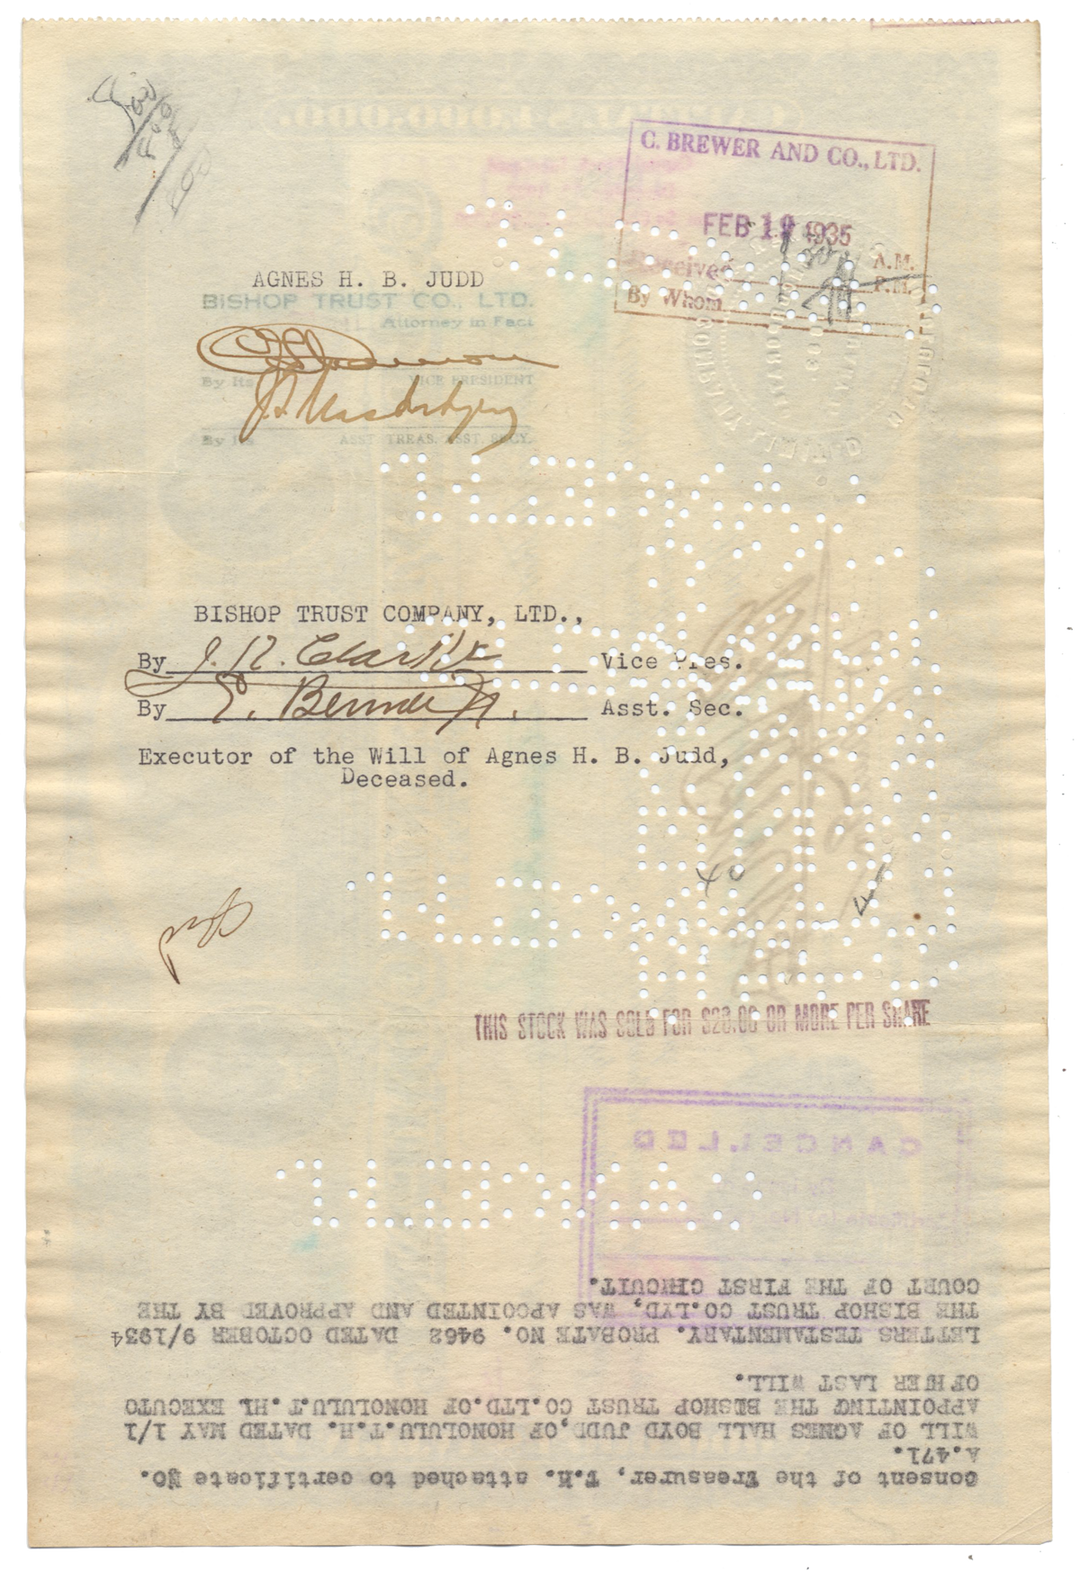 C. BREWER AND CO., LTD.
FEB 19 1935
Received A.M.
P.M.
By Whom
AGNES H. B. JUDD
BISHOP TRUST CO., LTD.
Attorney in Fact
By Its VICE PRESIDENT
By Its ASST. TREAS. ASST. SECY.
BISHOP TRUST COMPANY, LTD.,
By J. R. Clarke Vice Pres.
By Asst. Sec.
Executor of the Will of Agnes H. B. Judd,
Deceased.
THIS STOCK WAS SOLD FOR $20.00 OR MORE PER SHARE
CANCELLED
Consent of the Treasurer, T.H. attached to certificate No.
A.471.
WILL OF AGNES HALL BOYD JUDD, OF HONOLULU T.H. DATED MAY 1/1
APPOINTING THE BISHOP TRUST CO.LTD.OF HONOLULU.T.H. EXECUTO
OF HER LAST WILL.
LETTERS TESTAMENTARY. PROBATE NO. 9462 DATED OCTOBER 9/1934
THE BISHOP TRUST CO.LYD, WAS APPOINTED AND APPROVED BY THE
COURT OF THE FIRST CIRCUIT.